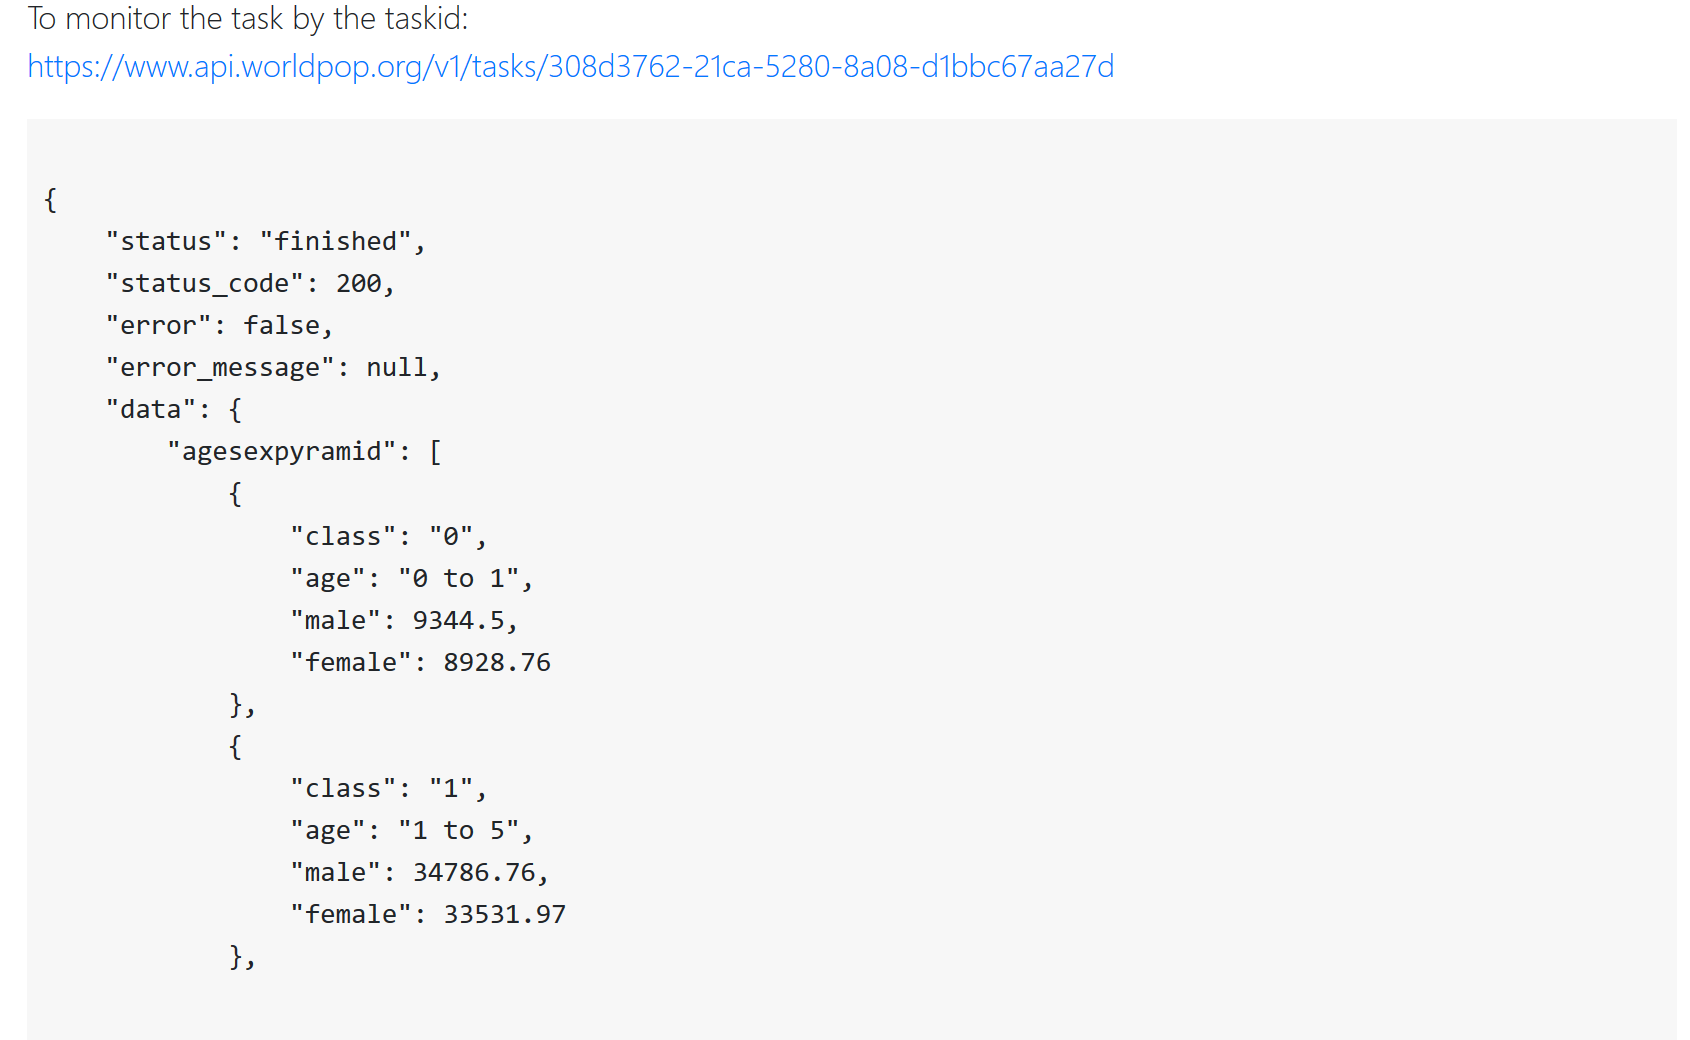 To monitor the task by the taskid:
https://www.api.worldpop.org/v1/tasks/308d3762-21ca-5280-8a08-d1bbc67aa27d
{
    "status": "finished",
    "status_code": 200,
    "error": false,
    "error_message": null,
    "data": {
        "agesexpyramid": [
            {
                "class": "0",
                "age": "0 to 1",
                "male": 9344.5,
                "female": 8928.76
            },
            {
                "class": "1",
                "age": "1 to 5",
                "male": 34786.76,
                "female": 33531.97
            },